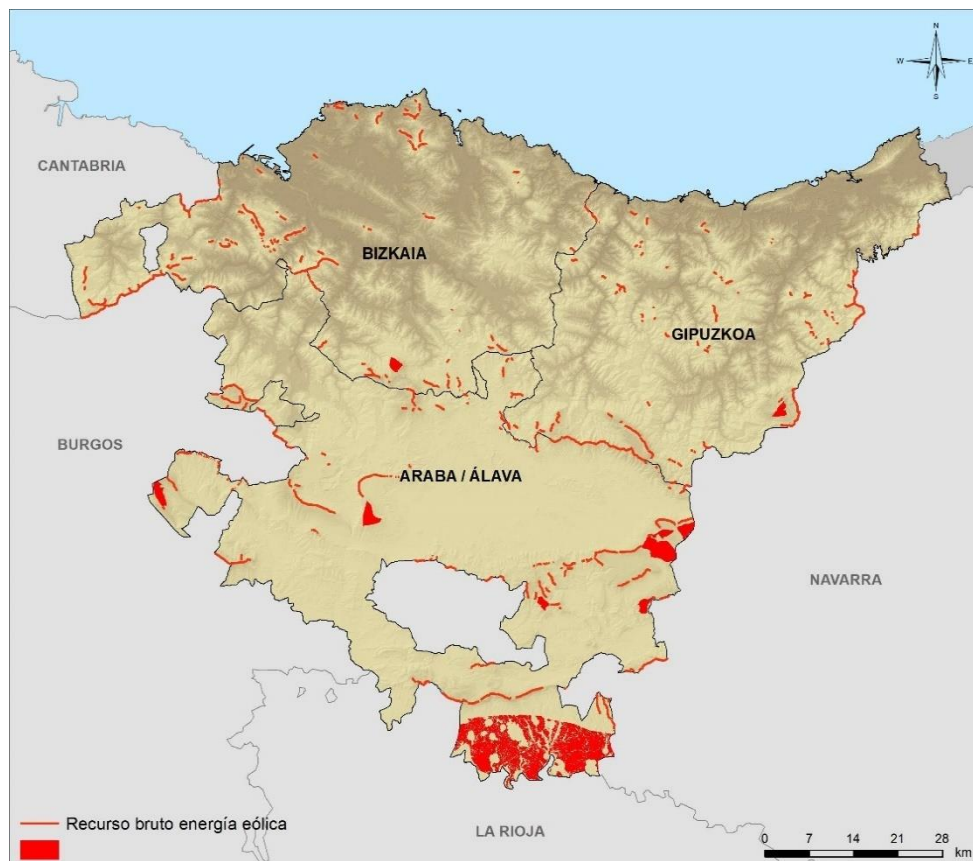 N
W E
S
CANTABRIA
BIZKAIA
GIPUZKOA
BURGOS
ARABA / ÁLAVA
NAVARRA
Recurso bruto energía eólica
LA RIOJA
0 7 14 21 28
km